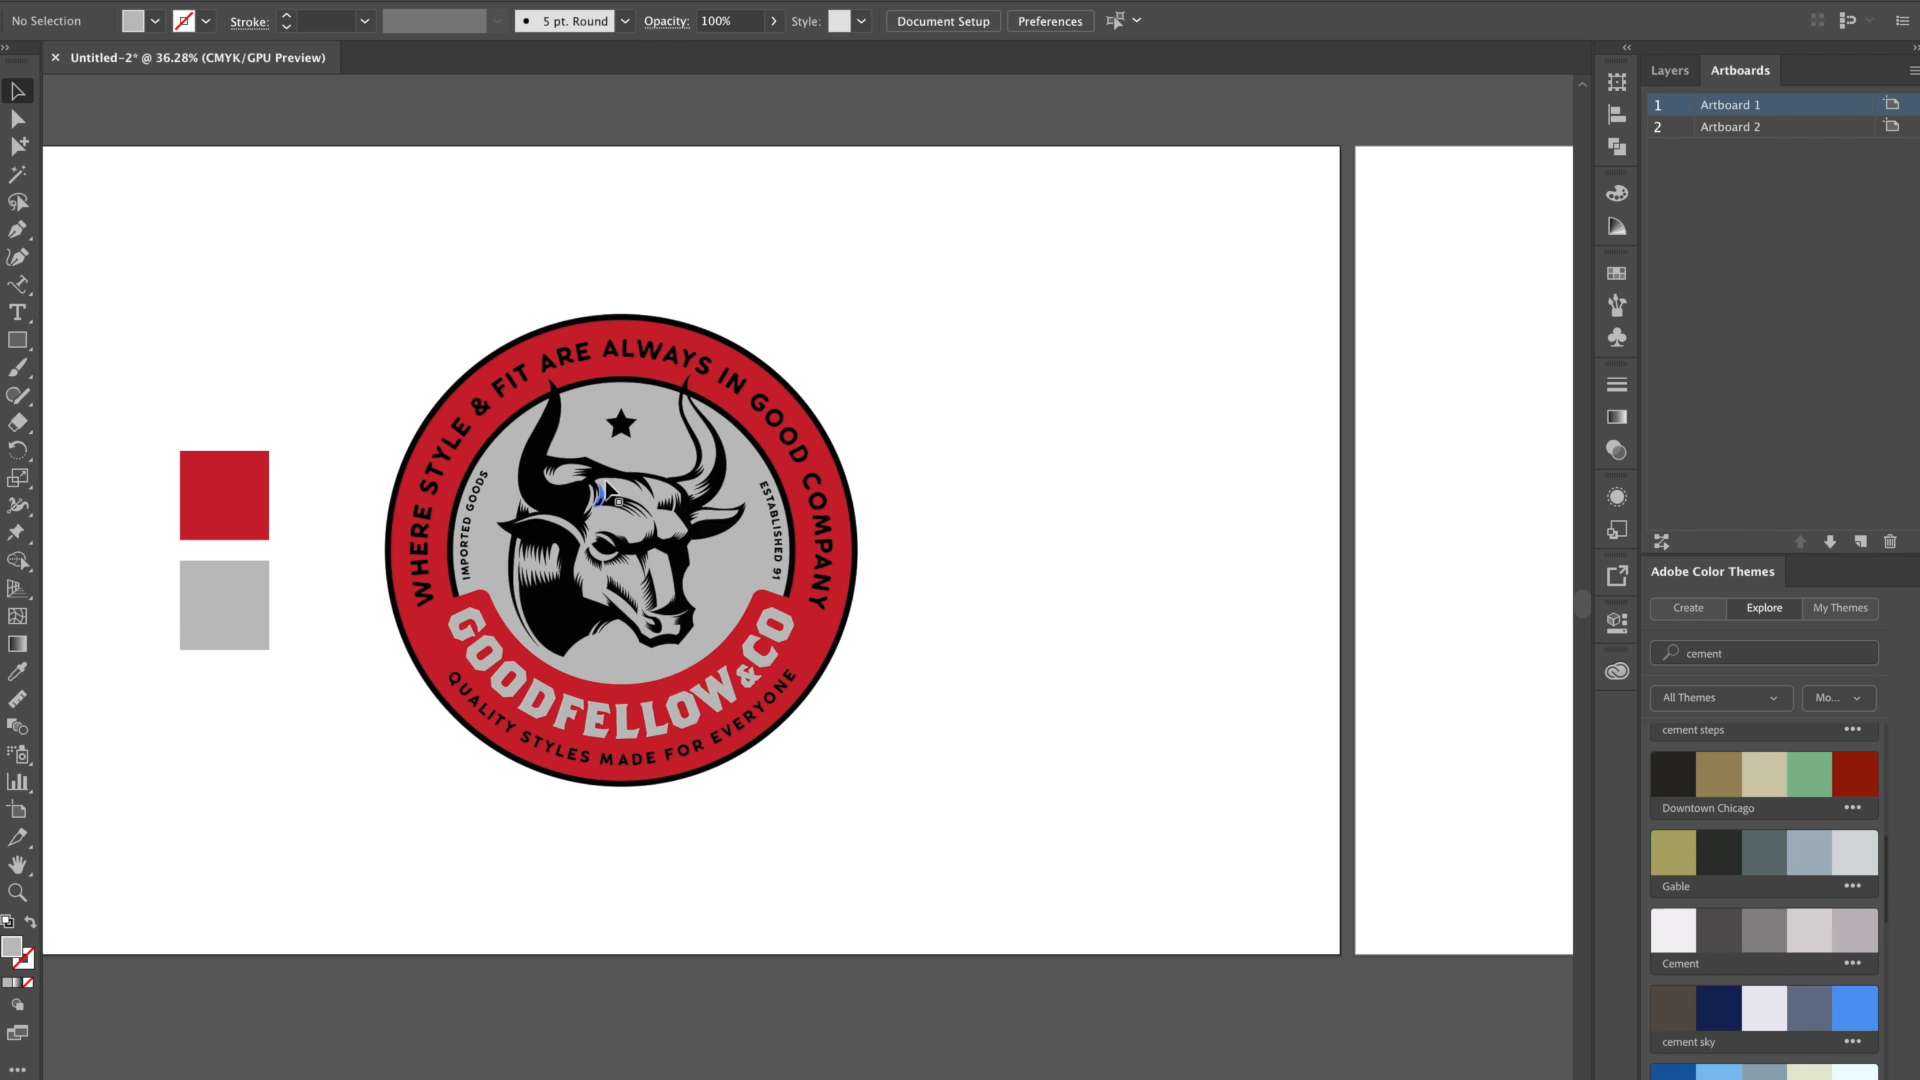 No Selection
Stroke:
5 pt. Round
Opacity:
100%
Style:
Document Setup
Preferences
× Untitled-2* @ 36.28% (CMYK/GPU Preview)
Layers
Artboards
1 Artboard 1
2 Artboard 2
WHERE STYLE & FIT ARE ALWAYS IN GOOD COMPANY
IMPORTED GOODS
ESTABLISHED 91
GOODFELLOW&CO
QUALITY STYLES MADE FOR EVERYONE
Adobe Color Themes
Create
Explore
My Themes
cement
All Themes
Mo...
cement steps
Downtown Chicago
Gable
Cement
cement sky